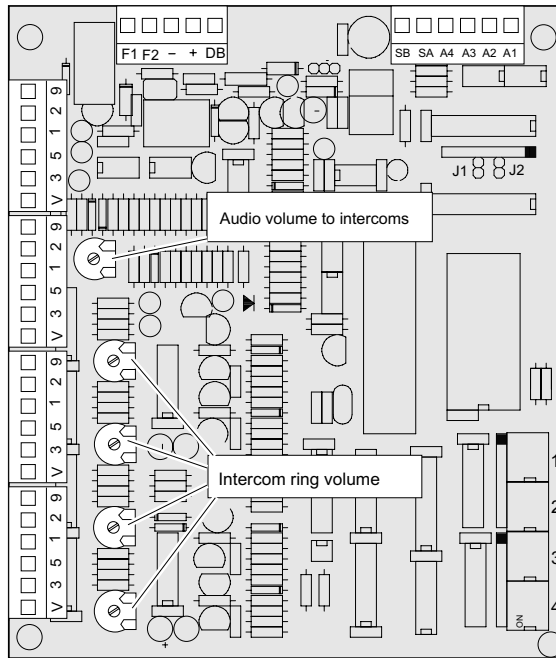 F1 F2 − + DB
SB SA A4 A3 A2 A1
V 3 5 1 2 9
J1 J2
Audio volume to intercoms
V 3 5 1 2 9
V 3 5 1 2 9
Intercom ring volume
V 3 5 1 2 9
1
2
3
4
ON
+